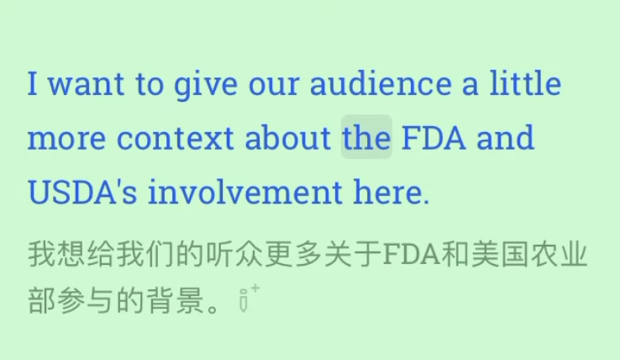 I want to give our audience a little
more context about the FDA and
USDA's involvement here.
我想给我们的听众更多关于FDA和美国农业
部参与的背景。